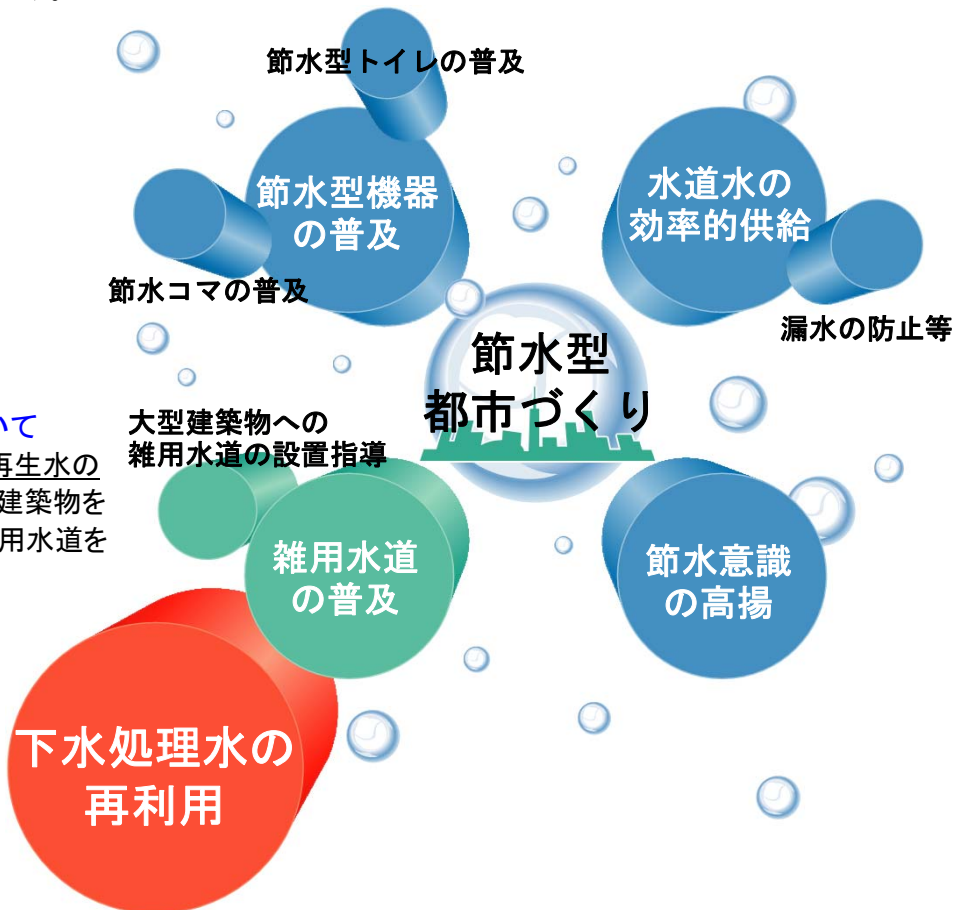 節水型トイレの普及
節水型機器
の普及
水道水の
効率的供給
節水コマの普及
漏水の防止等
節水型
都市づくり
大型建築物への
雑用水道の設置指導
いて
再生水の
建築物を
用水道を
雑用水道
の普及
節水意識
の高揚
下水処理水の
再利用